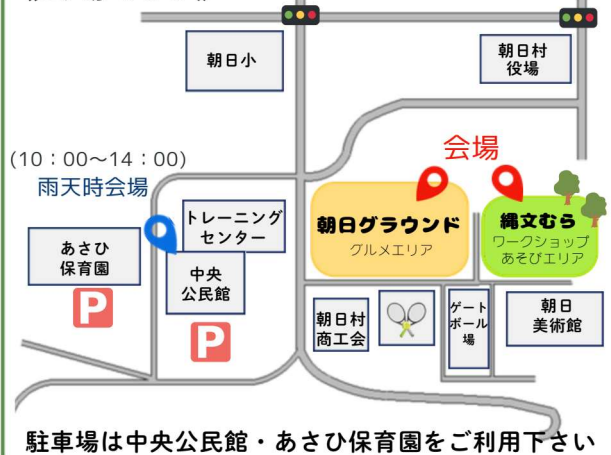 朝日小
朝日村
役場
会場
(10：00～14：00)
雨天時会場
トレーニング
センター
あさひ
保育園
中央
公民館
P
P
朝日グラウンド
グルメエリア
縄文むら
ワークショップ
あそびエリア
朝日村
商工会
ゲート
ボール
場
朝日
美術館
駐車場は中央公民館・あさひ保育園をご利用下さい